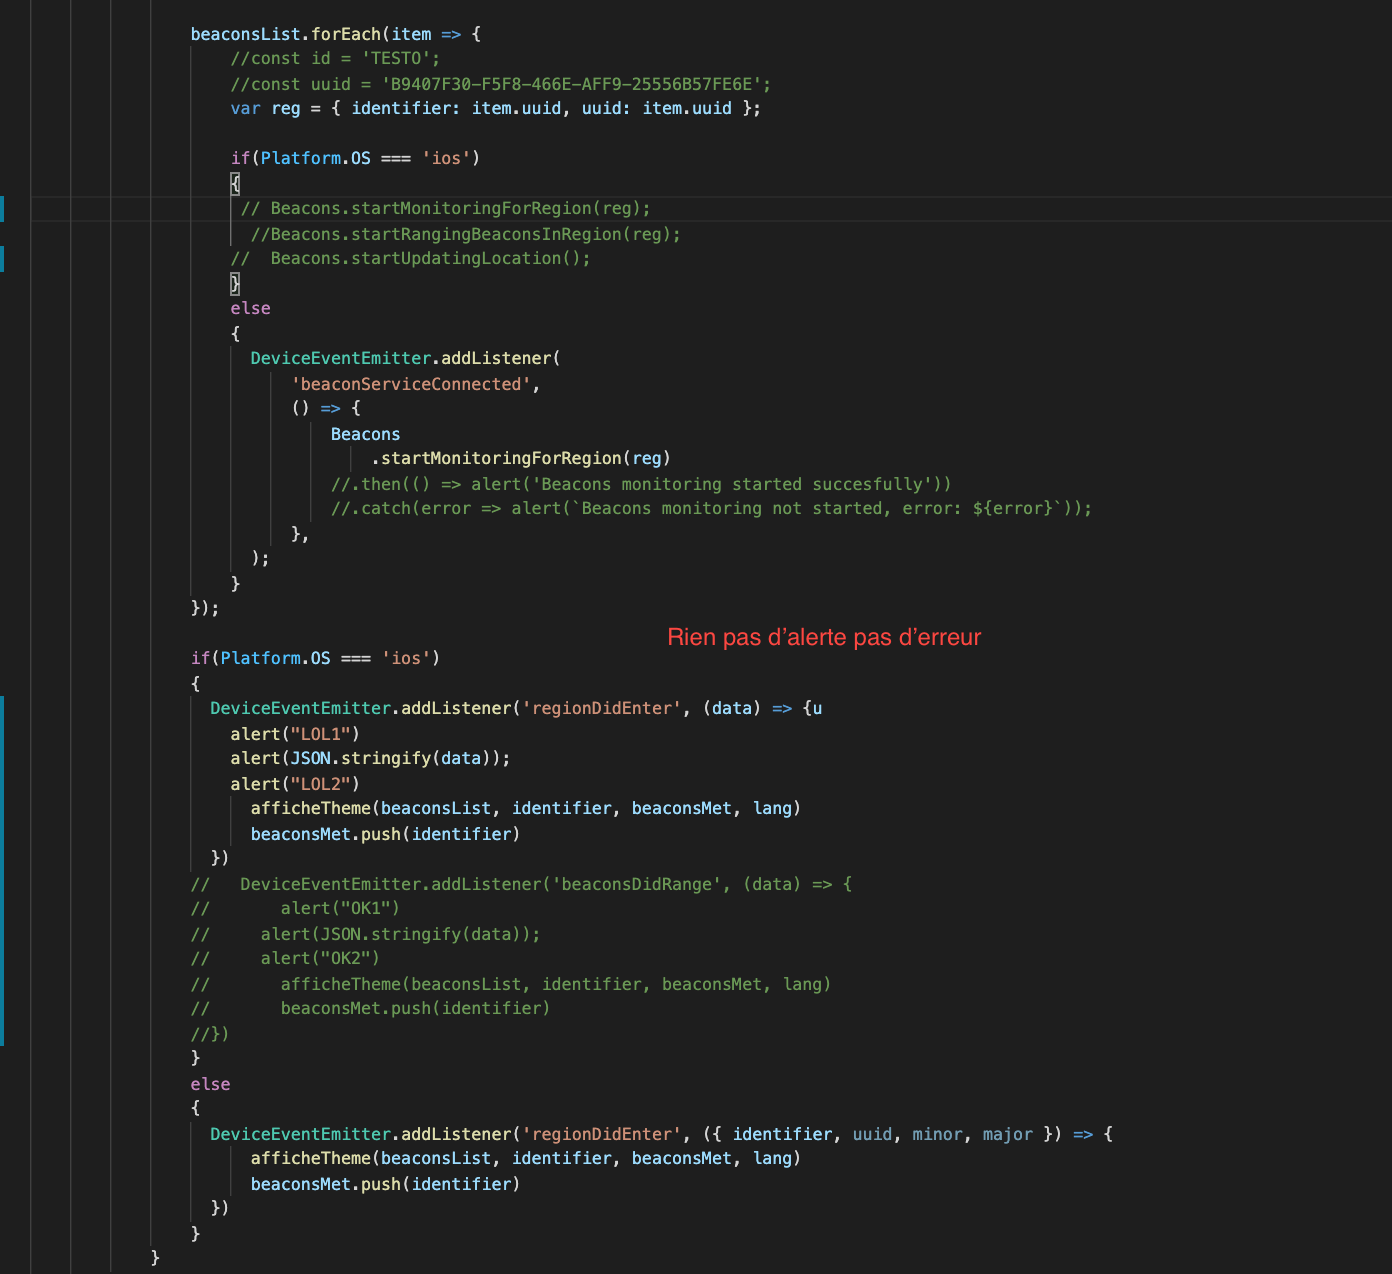 beaconsList.forEach(item => {
//const id = 'TESTO';
//const uuid = 'B9407F30-F5F8-466E-AFF9-25556B57FE6E';
var reg = { identifier: item.uuid, uuid: item.uuid };
if(Platform.OS === 'ios')
{
// Beacons.startMonitoringForRegion(reg);
//Beacons.startRangingBeaconsInRegion(reg);
//  Beacons.startUpdatingLocation();
}
else
{
DeviceEventEmitter.addListener(
'beaconServiceConnected',
() => {
Beacons
.startMonitoringForRegion(reg)
//.then(() => alert('Beacons monitoring started succesfully'))
//.catch(error => alert(`Beacons monitoring not started, error: ${error}`));
},
);
}
});
Rien pas d’alerte pas d’erreur
if(Platform.OS === 'ios')
{
DeviceEventEmitter.addListener('regionDidEnter', (data) => {u
alert("LOL1")
alert(JSON.stringify(data));
alert("LOL2")
afficheTheme(beaconsList, identifier, beaconsMet, lang)
beaconsMet.push(identifier)
})
//   DeviceEventEmitter.addListener('beaconsDidRange', (data) => {
//       alert("OK1")
//     alert(JSON.stringify(data));
//     alert("OK2")
//       afficheTheme(beaconsList, identifier, beaconsMet, lang)
//       beaconsMet.push(identifier)
//})
}
else
{
DeviceEventEmitter.addListener('regionDidEnter', ({ identifier, uuid, minor, major }) => {
afficheTheme(beaconsList, identifier, beaconsMet, lang)
beaconsMet.push(identifier)
})
}
}